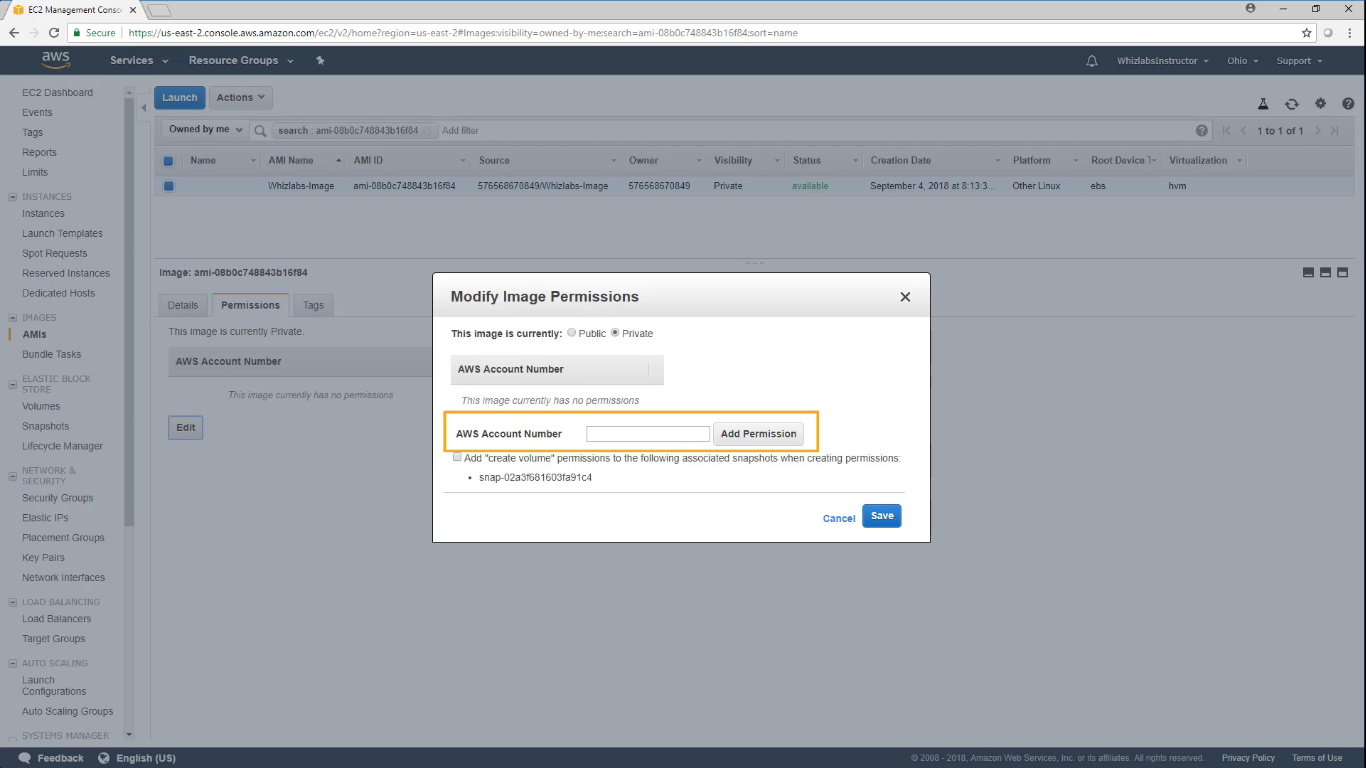 EC2 Management Conso
Secure https://us-east-2.console.aws.amazon.com/ec2/v2/home?region=us-east-2#Images:visibility=owned-by-me;search=ami-08b0c748843b16f84;sort=name
aws Services Resource Groups WhizlabsInstructor Ohio Support
EC2 Dashboard
Events
Tags
Reports
Limits
INSTANCES
Instances
Launch Templates
Spot Requests
Reserved Instances
Dedicated Hosts
IMAGES
AMIs
Bundle Tasks
ELASTIC BLOCK
STORE
Volumes
Snapshots
Lifecycle Manager
NETWORK &
SECURITY
Security Groups
Elastic IPs
Placement Groups
Key Pairs
Network Interfaces
LOAD BALANCING
Load Balancers
Target Groups
AUTO SCALING
Launch
Configurations
Auto Scaling Groups
SYSTEMS MANAGER
Launch Actions
Owned by me search : ami-08b0c748843b16f84 Add filter 1 to 1 of 1
Name AMI Name AMI ID Source Owner Visibility Status Creation Date Platform Root Device T Virtualization
Whizlabs-Image ami-08b0c748843b16f84 576568670849/Whizlabs-Image 576568670849 Private available September 4, 2018 at 8:13:3... Other Linux ebs hvm
Image: ami-08b0c748843b16f84
Details Permissions Tags
This image is currently Private.
AWS Account Number
This image currently has no permissions
Edit
Modify Image Permissions
This image is currently: Public Private
AWS Account Number
This image currently has no permissions
AWS Account Number Add Permission
Add "create volume" permissions to the following associated snapshots when creating permissions:
• snap-02a3f681603fa91c4
Cancel Save
Feedback English (US) © 2008 - 2018, Amazon Web Services, Inc. or its affiliates. All rights reserved. Privacy Policy Terms of Use